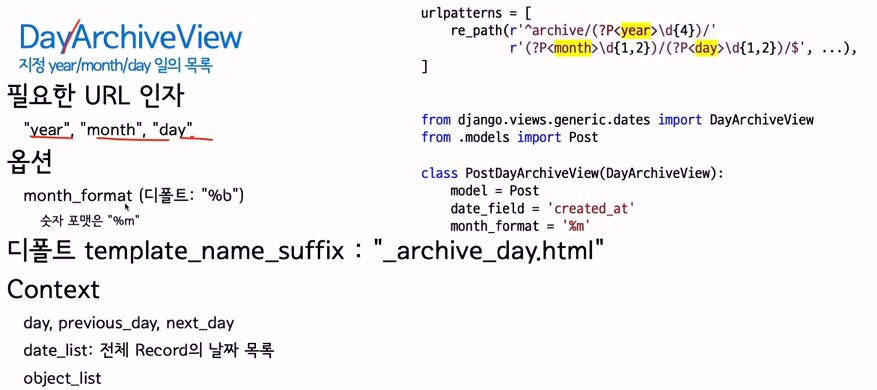 DayArchiveView
지정 year/month/day 일의 목록
필요한 URL 인자
"year", "month", "day"
옵션
month_format (디폴트: "%b")
숫자 포맷은 "%m"
디폴트 template_name_suffix : "_archive_day.html"
Context
day, previous_day, next_day
date_list: 전체 Record의 날짜 목록
object_list
urlpatterns = [
    re_path(r'^archive/(?P<year>\d{4})/'
            r'(?P<month>\d{1,2})/(?P<day>\d{1,2})/$', ...),
]
from django.views.generic.dates import DayArchiveView
from .models import Post
class PostDayArchiveView(DayArchiveView):
    model = Post
    date_field = 'created_at'
    month_format = '%m'